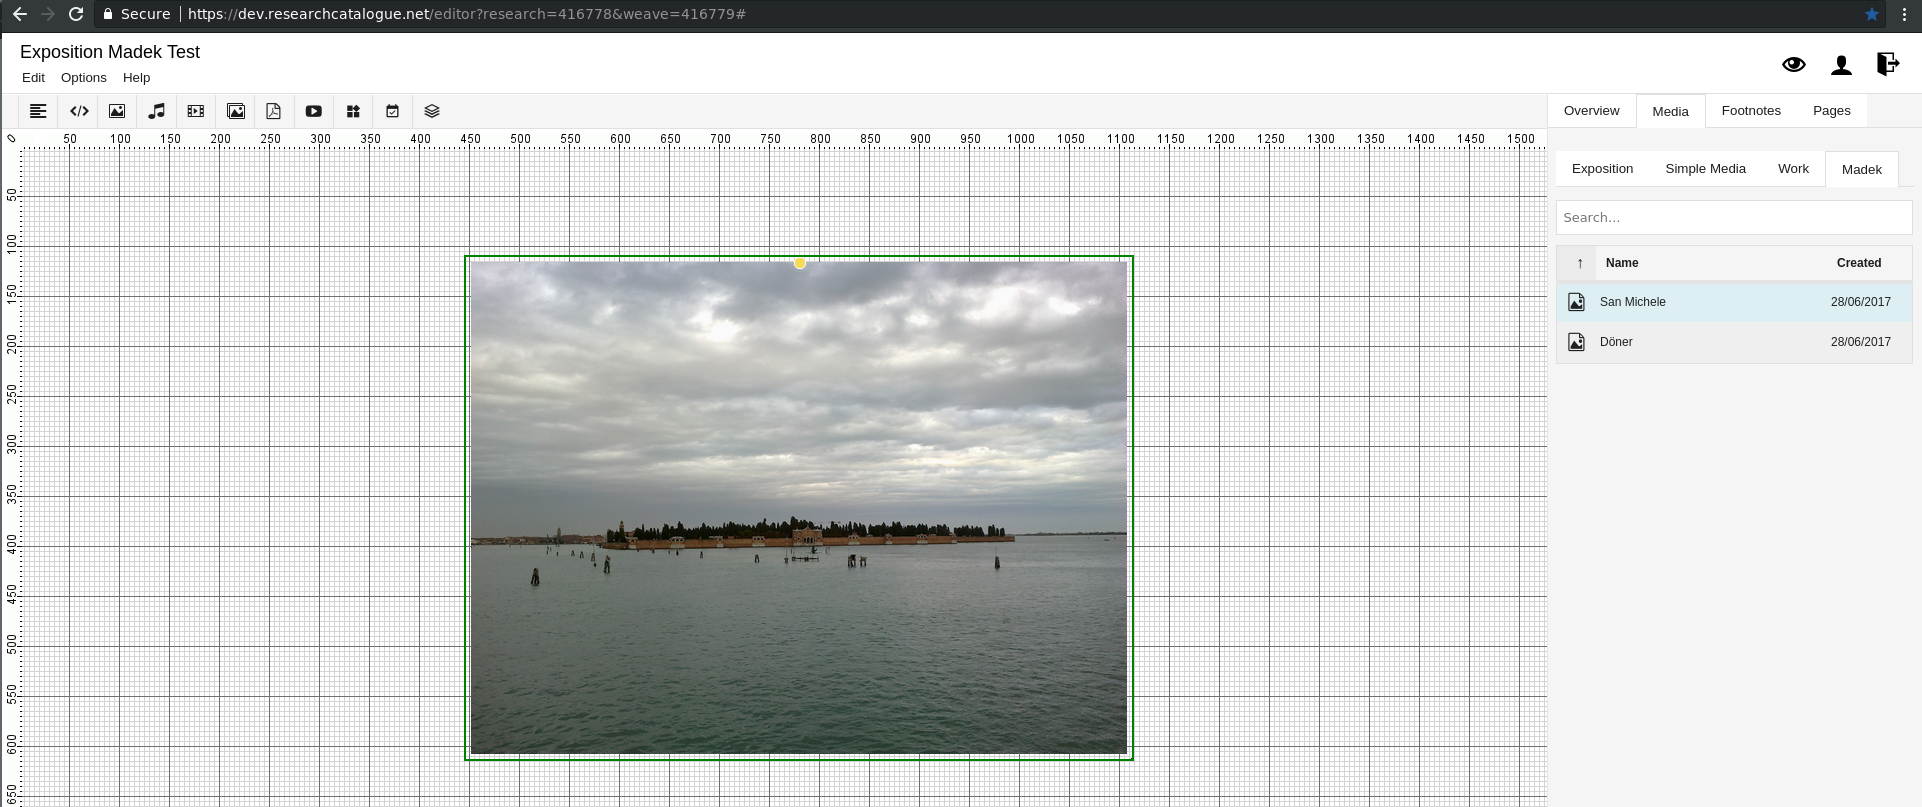 Secure https://dev.researchcatalogue.net/editor?research=416778&weave=416779#
Exposition Madek Test
Edit Options Help
Overview Media Footnotes Pages
0 50 100 150 200 250 300 350 400 450 500 550 600 650 700 750 800 850 900 950 1000 1050 1100 1150 1200 1250 1300 1350 1400 1450 1500
50
100
150
200
250
300
350
400
450
500
550
600
650
Exposition Simple Media Work Madek
Search...
↑ Name Created
San Michele 28/06/2017
Döner 28/06/2017